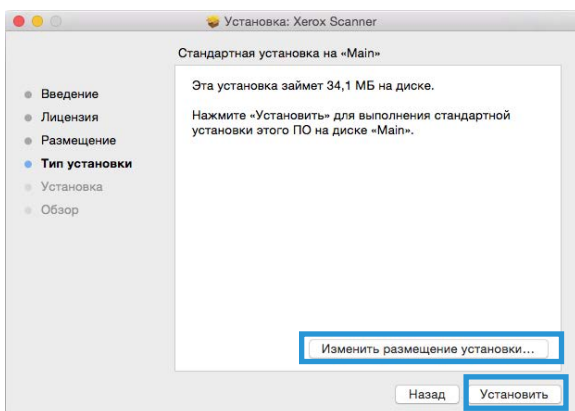 Установка: Xerox Scanner
Стандартная установка на «Main»
Введение
Лицензия
Размещение
Тип установки
Установка
Обзор
Эта установка займет 34,1 МБ на диске.
Нажмите «Установить» для выполнения стандартной
установки этого ПО на диске «Main».
Изменить размещение установки...
Назад
Установить